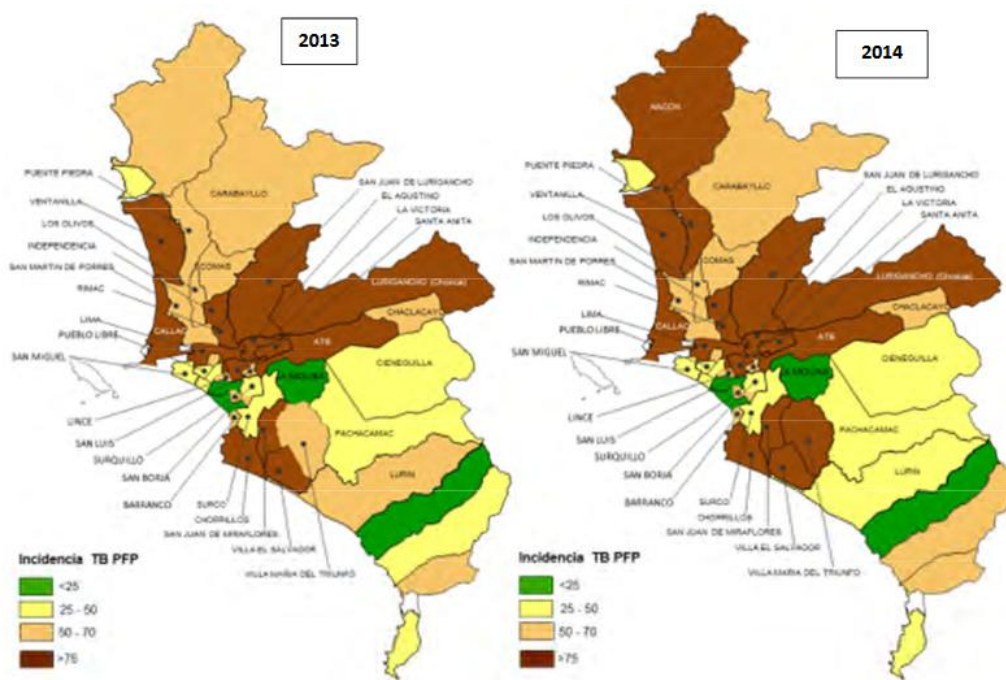 2013
PUENTE PIEDRA
VENTANILLA
LOS OLIVOS
INDEPENDENCIA
SAN MARTIN DE PORRES
RIMAC
LIMA
PUEBLO LIBRE
SAN MIGUEL
LINCE
SAN LUIS
SURQUILLO
SAN BORJA
BARRANCO
SURCO
CHORRILLOS
SAN JUAN DE MIRAFLORES
VILLA EL SALVADOR
VILLA MARIA DEL TRIUNFO
CARABAYLLO
SAN JUAN DE LURIGANCHO
EL AGUSTINO
LA VICTORIA
SANTA ANITA
COMAS
LURIGANCHO (Chosica)
CHACLACAYO
CALLAO
ATE
CIENEGUILLA
LA MOLINA
PACHACAMAC
LURIN
Incidencia TB PFP
<25
25 - 50
50 - 70
>75
2014
ANCON
PUENTE PIEDRA
VENTANILLA
LOS OLIVOS
INDEPENDENCIA
SAN MARTIN DE PORRES
RIMAC
LIMA
PUEBLO LIBRE
SAN MIGUEL
LINCE
SAN LUIS
SURQUILLO
SAN BORJA
BARRANCO
SURCO
CHORRILLOS
SAN JUAN DE MIRAFLORES
VILLA EL SALVADOR
VILLA MARIA DEL TRIUNFO
CARABAYLLO
SAN JUAN DE LURIGANCHO
EL AGUSTINO
LA VICTORIA
SANTA ANITA
COMAS
LURIGANCHO (Chosica)
CHACLACAYO
CALLAO
ATE
CIENEGUILLA
LA MOLINA
PACHACAMAC
LURIN
Incidencia TB PFP
<25
25 - 50
50 - 70
>75